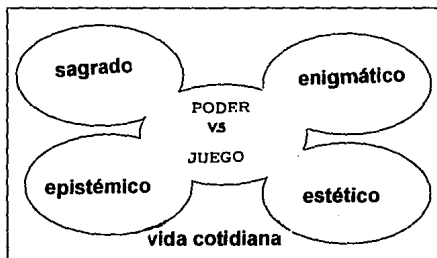 sagrado
enigmático
PODER
VS
JUEGO
epistémico
estético
vida cotidiana